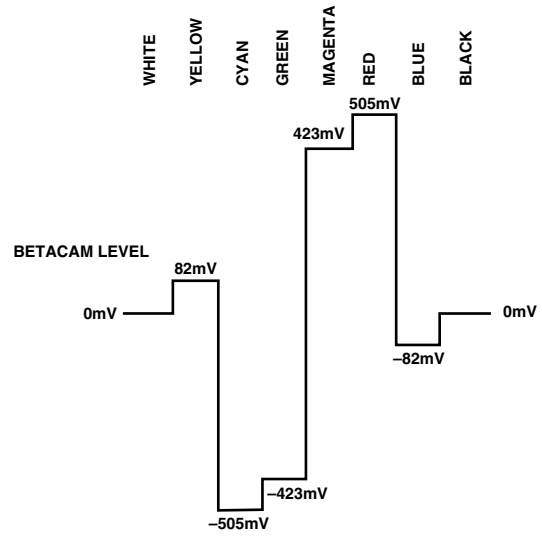 WHITE
YELLOW
CYAN
GREEN
MAGENTA
RED
BLUE
BLACK
505mV
423mV
BETACAM LEVEL
82mV
0mV
0mV
–82mV
–423mV
–505mV